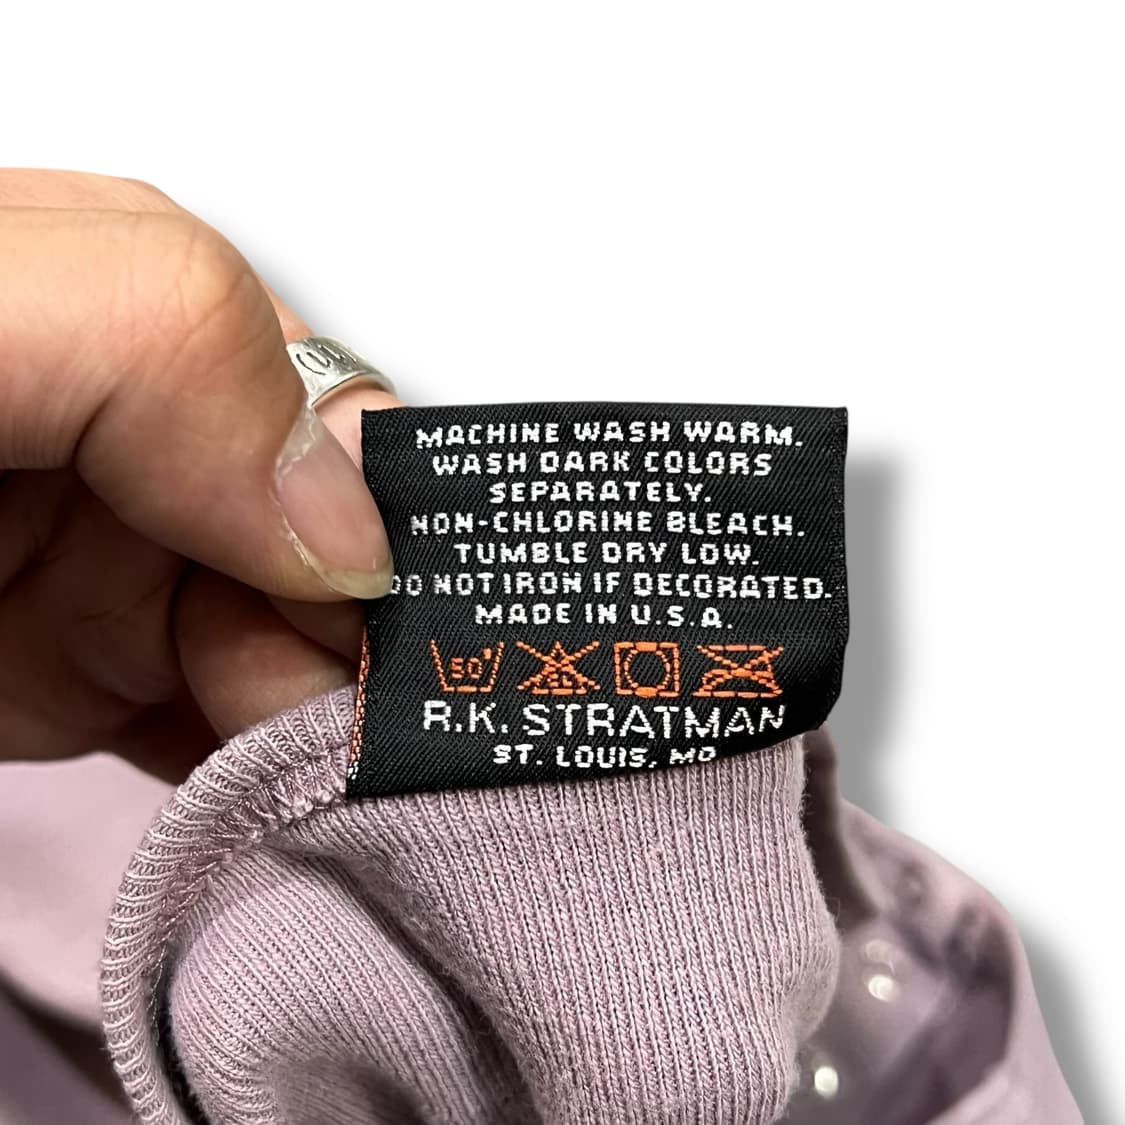 MACHINE WASH WARM.
WASH DARK COLORS
SEPARATELY.
NON-CHLORINE BLEACH.
TUMBLE DRY LOW.
DO NOT IRON IF DECORATED.
MADE IN U.S.A.
50°
R.K. STRATMAN
ST. LOUIS, MO